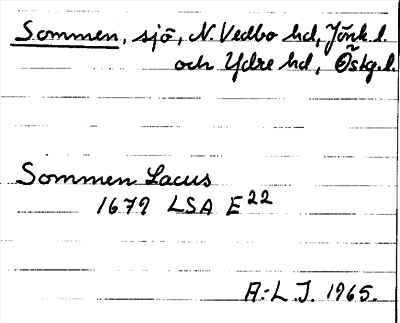 Sommen, sjö, N. Vedbo hd, Jönk l.
och Ydre hd, Östg. l.
Sommen Lacus
1679 LSA E22
A.-L. J. 1965.